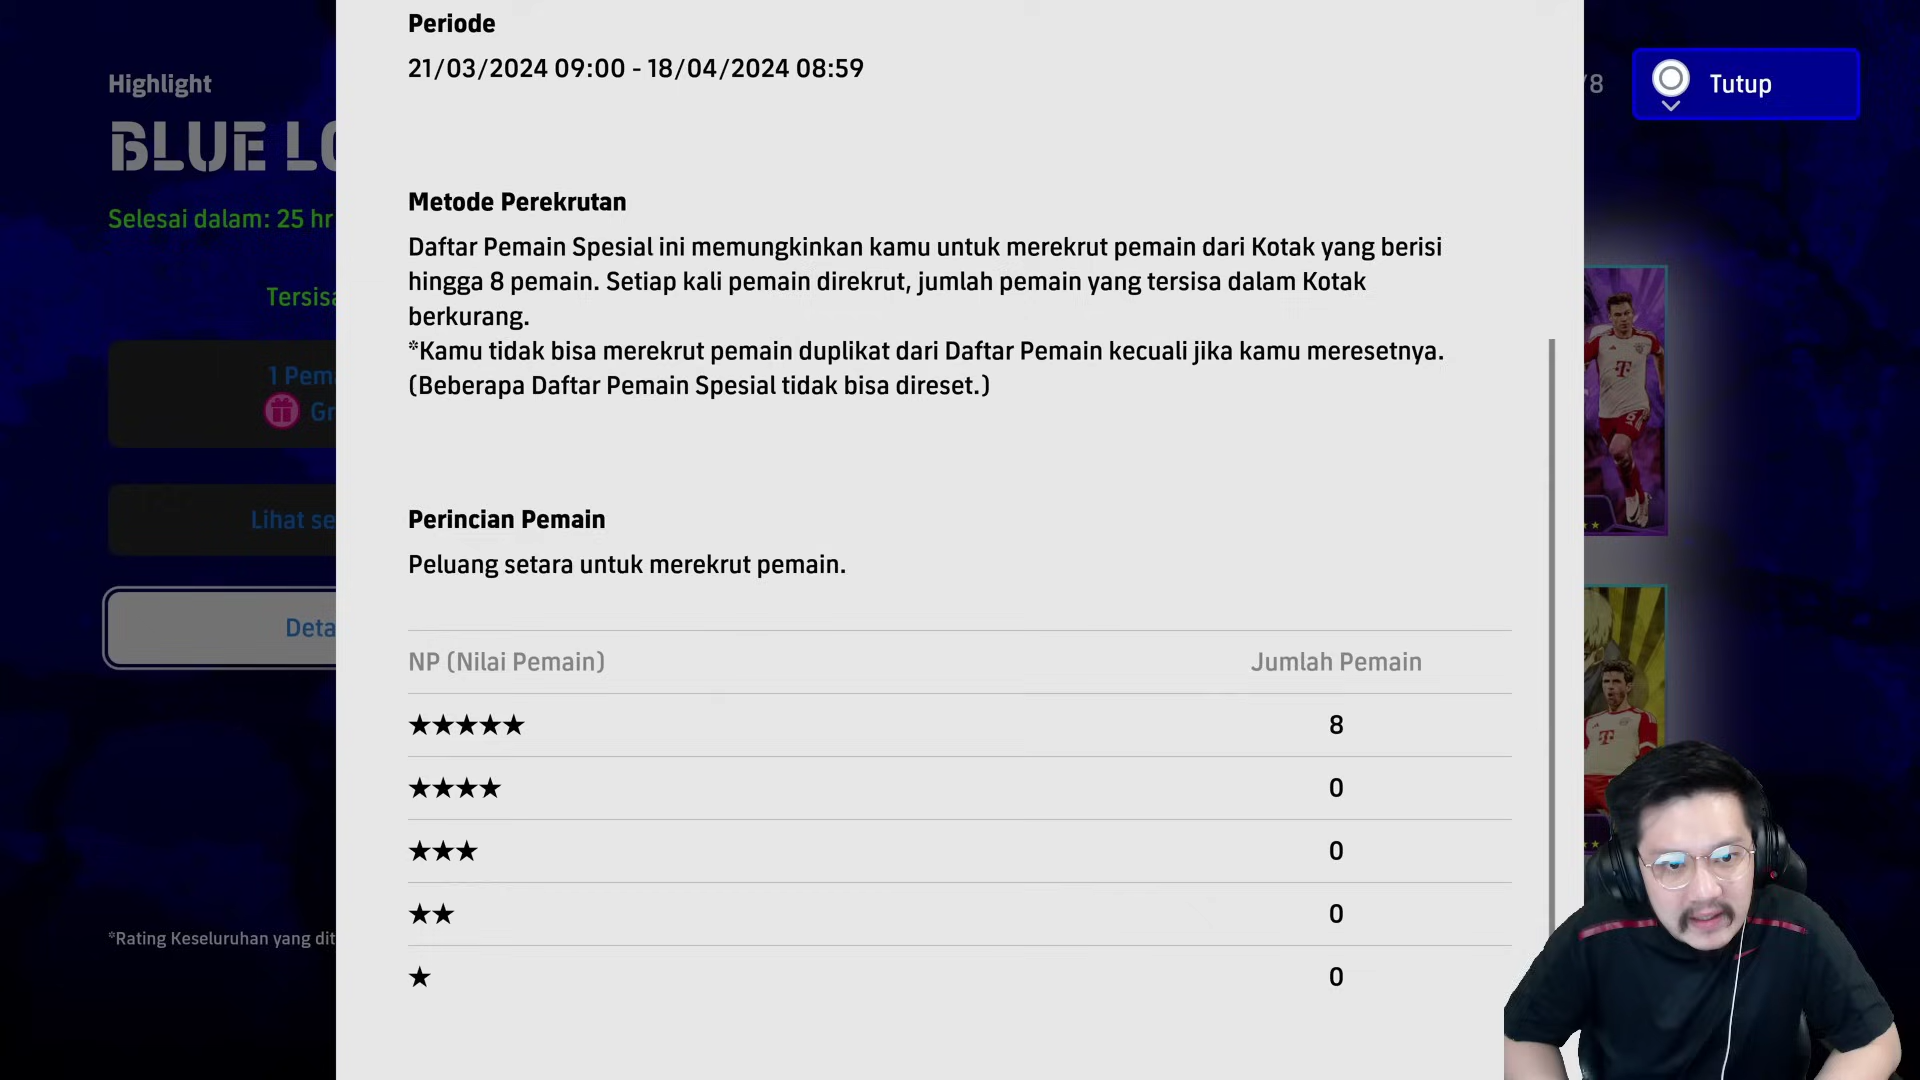 Periode
21/03/2024 09:00 - 18/04/2024 08:59
Highlight
BLUE LO
/8
Tutup
Selesai dalam: 25 hr
Metode Perekrutan
Daftar Pemain Spesial ini memungkinkan kamu untuk merekrut pemain dari Kotak yang berisi
hingga 8 pemain. Setiap kali pemain direkrut, jumlah pemain yang tersisa dalam Kotak
berkurang.
*Kamu tidak bisa merekrut pemain duplikat dari Daftar Pemain kecuali jika kamu meresetnya.
(Beberapa Daftar Pemain Spesial tidak bisa direset.)
Tersisa
1 Pema
Gr
Lihat se
Deta
Perincian Pemain
Peluang setara untuk merekrut pemain.
NP (Nilai Pemain) Jumlah Pemain
★★★★★ 8
★★★★ 0
★★★ 0
★★ 0
★ 0
*Rating Keseluruhan yang dit